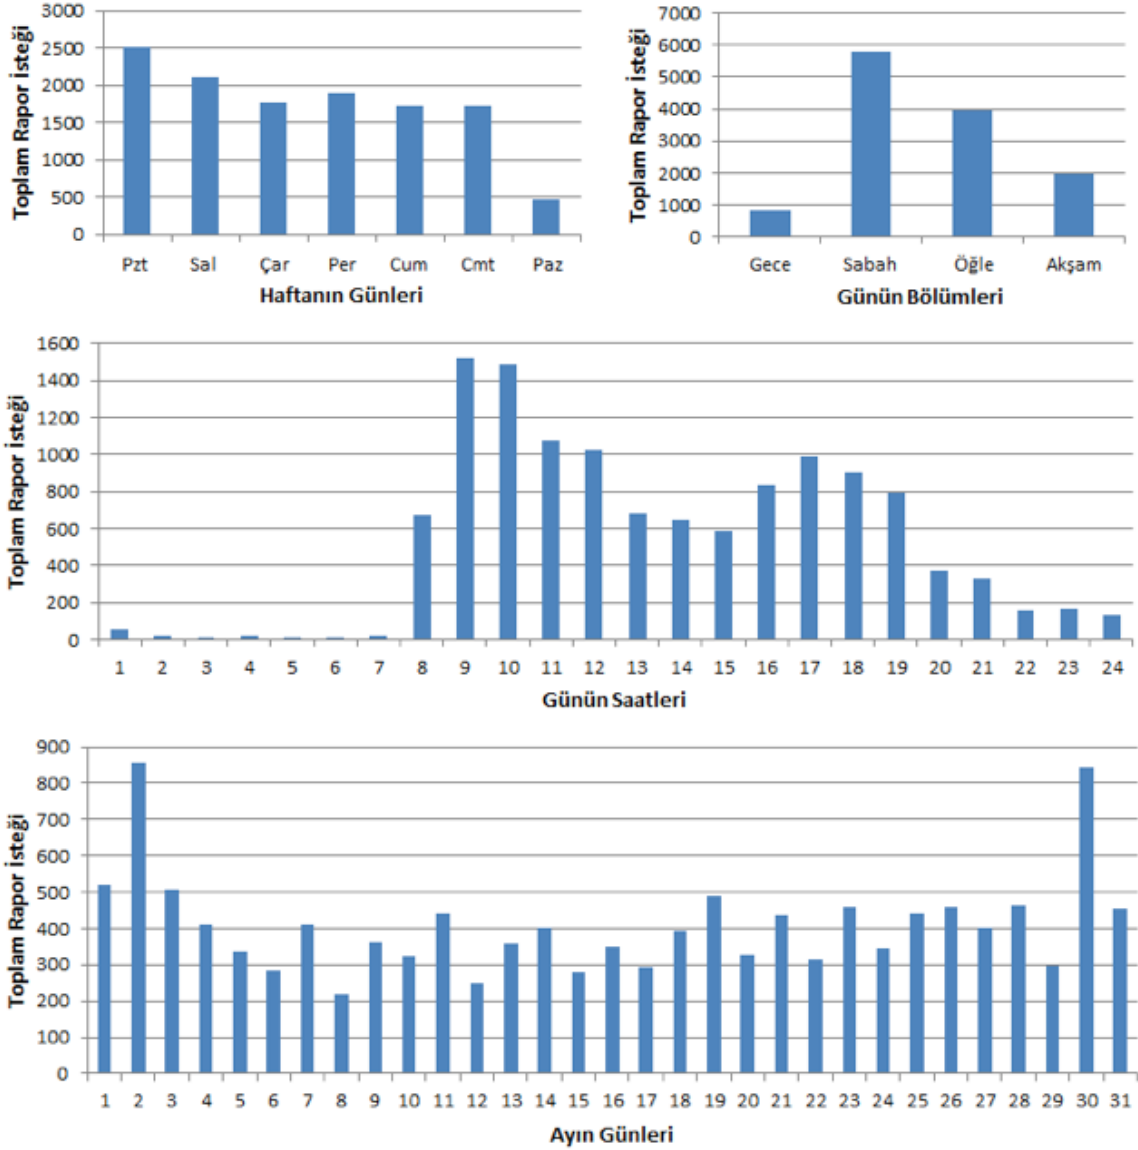 Toplam Rapor isteği
3000
2500
2000
1500
1000
500
0
Pzt Sal Çar Per Cum Cmt Paz
Haftanın Günleri
Toplam Rapor isteği
7000
6000
5000
4000
3000
2000
1000
0
Gece Sabah Öğle Akşam
Günün Bölümleri
Toplam Rapor isteği
1600
1400
1200
1000
800
600
400
200
0
1 2 3 4 5 6 7 8 9 10 11 12 13 14 15 16 17 18 19 20 21 22 23 24
Günün Saatleri
Toplam Rapor isteği
900
800
700
600
500
400
300
200
100
0
1 2 3 4 5 6 7 8 9 10 11 12 13 14 15 16 17 18 19 20 21 22 23 24 25 26 27 28 29 30 31
Ayın Günleri